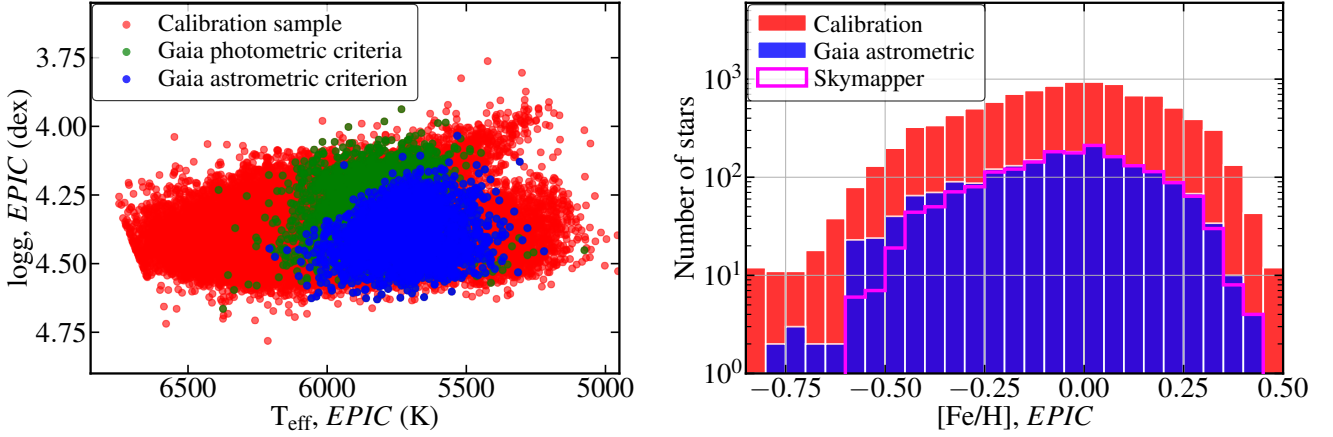 Calibration sample
Gaia photometric criteria
Gaia astrometric criterion
3.75
4.00
4.25
4.50
4.75
logg, EPIC (dex)
6500 6000 5500 5000
T_eff, EPIC (K)
Calibration
Gaia astrometric
Skymapper
10^3
10^2
10^1
10^0
Number of stars
−0.75 −0.50 −0.25 0.00 0.25 0.50
[Fe/H], EPIC